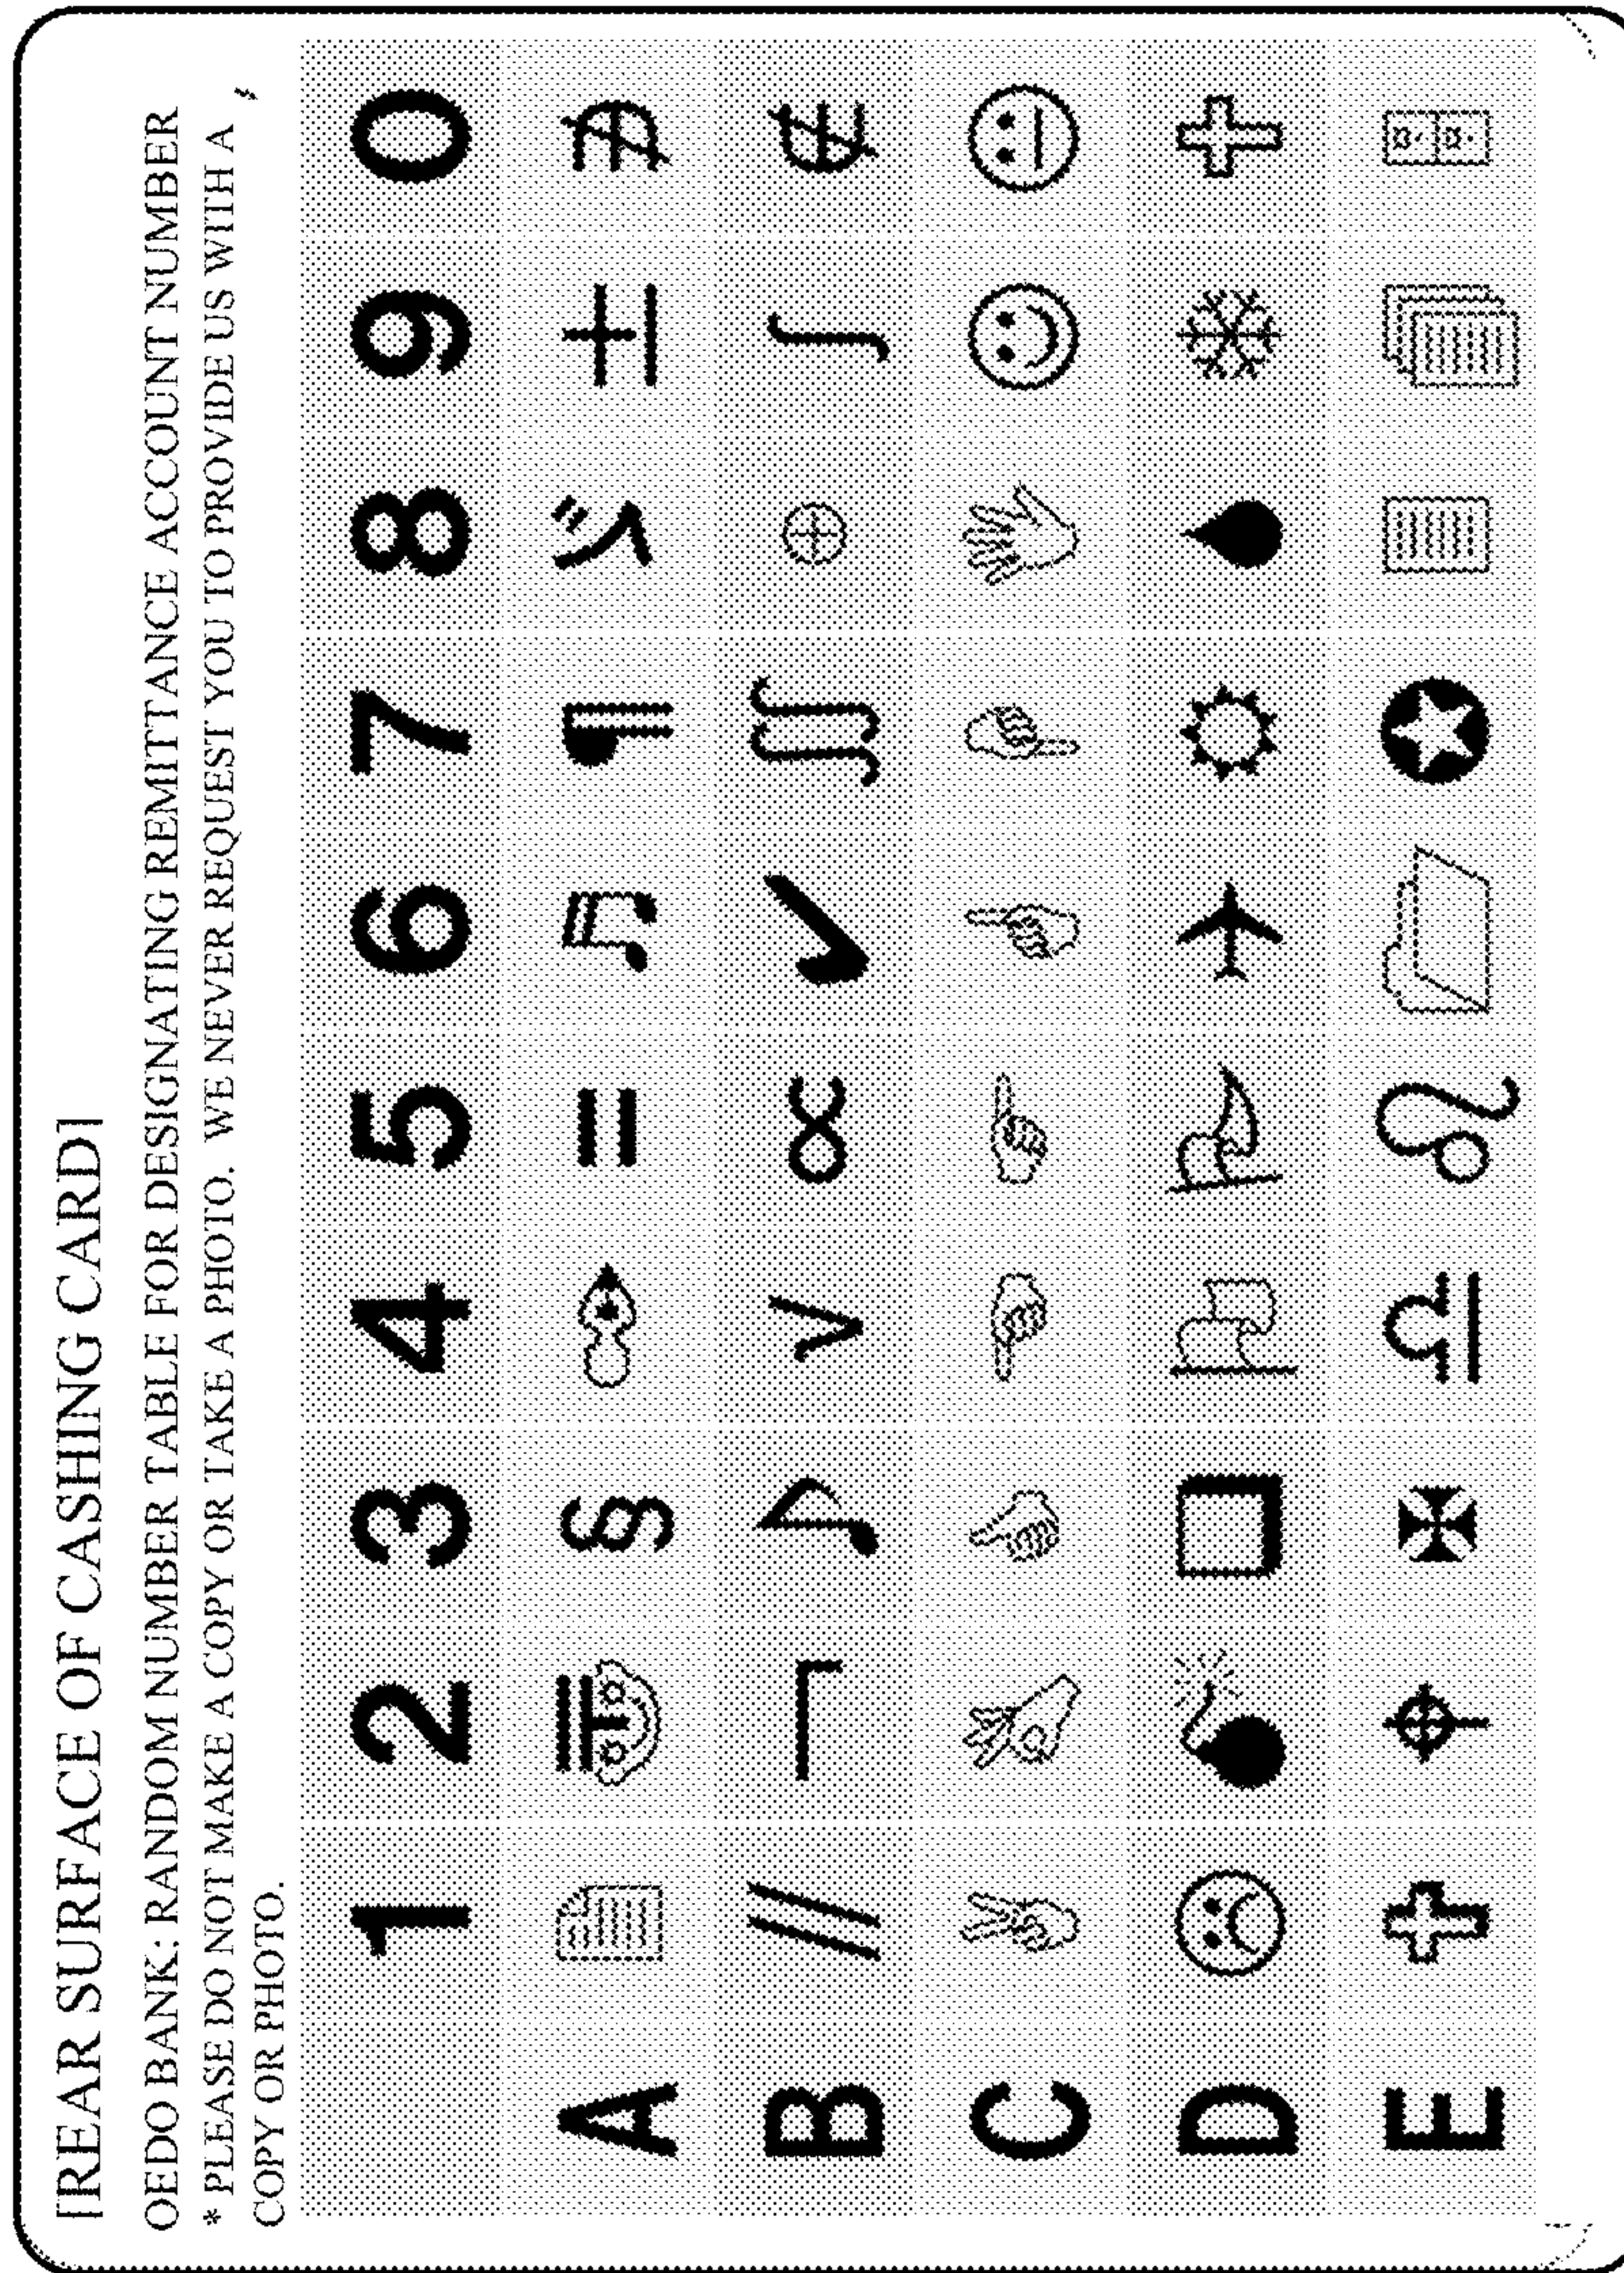 [REAR SURFACE OF CASHING CARD]
OEDO BANK: RANDOM NUMBER TABLE FOR DESIGNATING REMITTANCE ACCOUNT NUMBER
* PLEASE DO NOT MAKE A COPY OR TAKE A PHOTO. WE NEVER REQUEST YOU TO PROVIDE US WITH A
COPY OR PHOTO.
1 2 3 4 5 6 7 8 9 0
A § = ¶ ジ ±
B // ¬ ♪ ∨ ∝ ✓ ∬ ⊕ ∫
C
D
E ♎ ♌